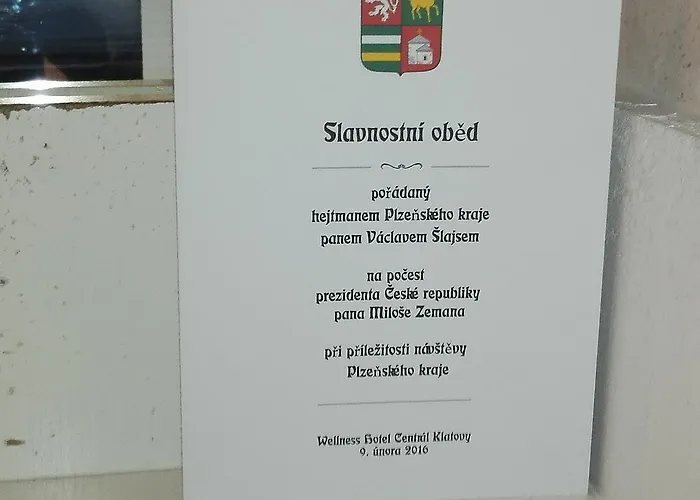 Slavnostní oběd
pořádaný
hejtmanem Plzeňského kraje
panem Václavem Šlajsem
na počest
prezidenta České republiky
pana Miloše Zemana
při příležitosti návštěvy
Plzeňského kraje
Wellness Hotel Centrál Klatovy
9. února 2016